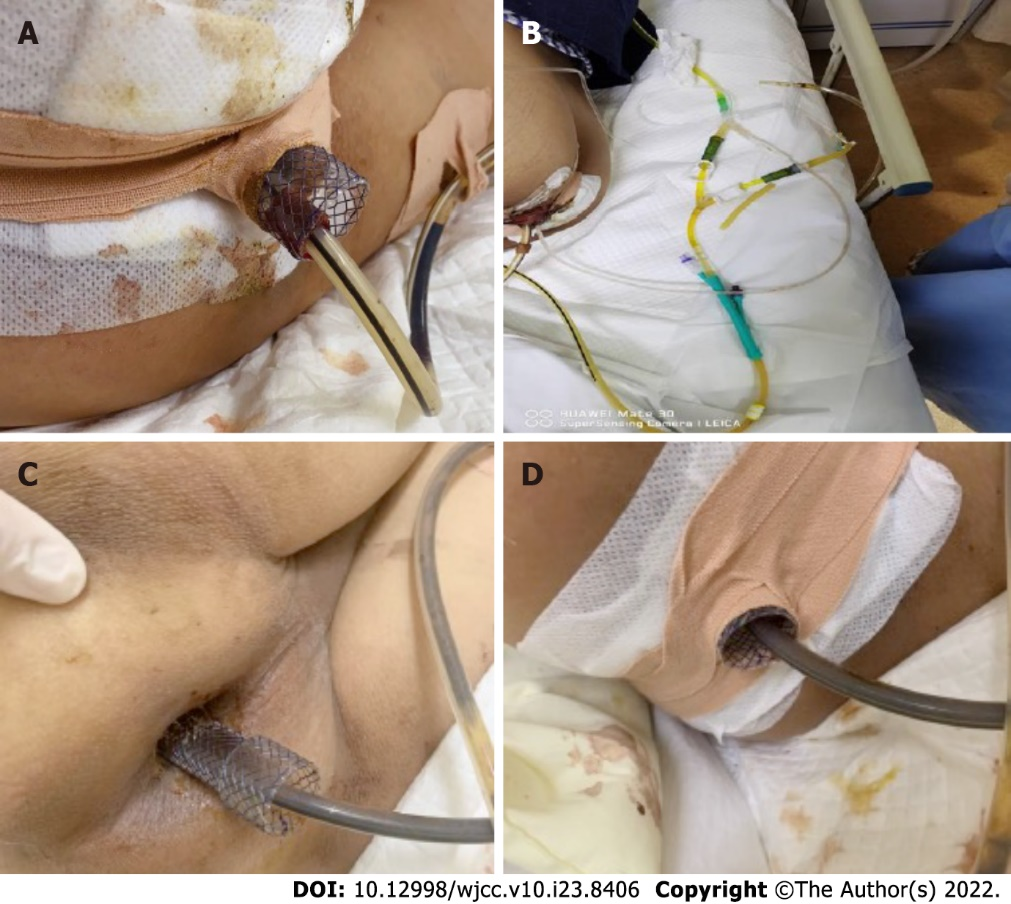 A
B
HUAWEI Mate 30
SuperSensing Camera | LEICA
C
D
DOI: 10.12998/wjcc.v10.i23.8406 Copyright ©The Author(s) 2022.